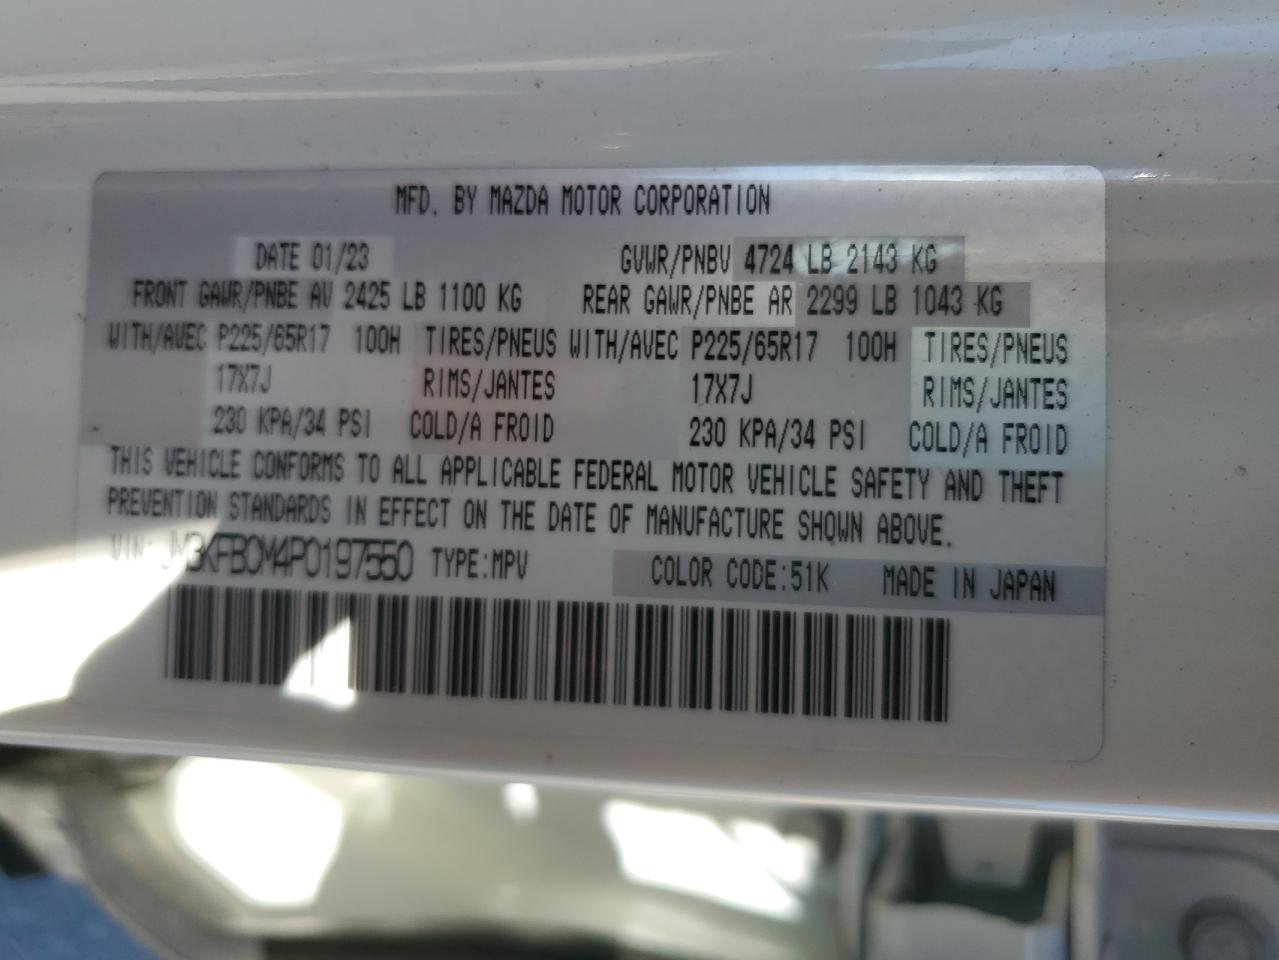 MFD. BY MAZDA MOTOR CORPORATION
DATE 01/23 GVWR/PNBV 4724 LB 2143 KG
FRONT GAWR/PNBE AV 2425 LB 1100 KG REAR GAWR/PNBE AR 2299 LB 1043 KG
WITH/AVEC P225/65R17 100H TIRES/PNEUS WITH/AVEC P225/65R17 100H TIRES/PNEUS
17X7J RIMS/JANTES 17X7J RIMS/JANTES
230 KPA/34 PSI COLD/A FROID 230 KPA/34 PSI COLD/A FROID
THIS VEHICLE CONFORMS TO ALL APPLICABLE FEDERAL MOTOR VEHICLE SAFETY AND THEFT
PREVENTION STANDARDS IN EFFECT ON THE DATE OF MANUFACTURE SHOWN ABOVE.
VIN: JM3KFBCM4P0197550 TYPE:MPV COLOR CODE:51K MADE IN JAPAN